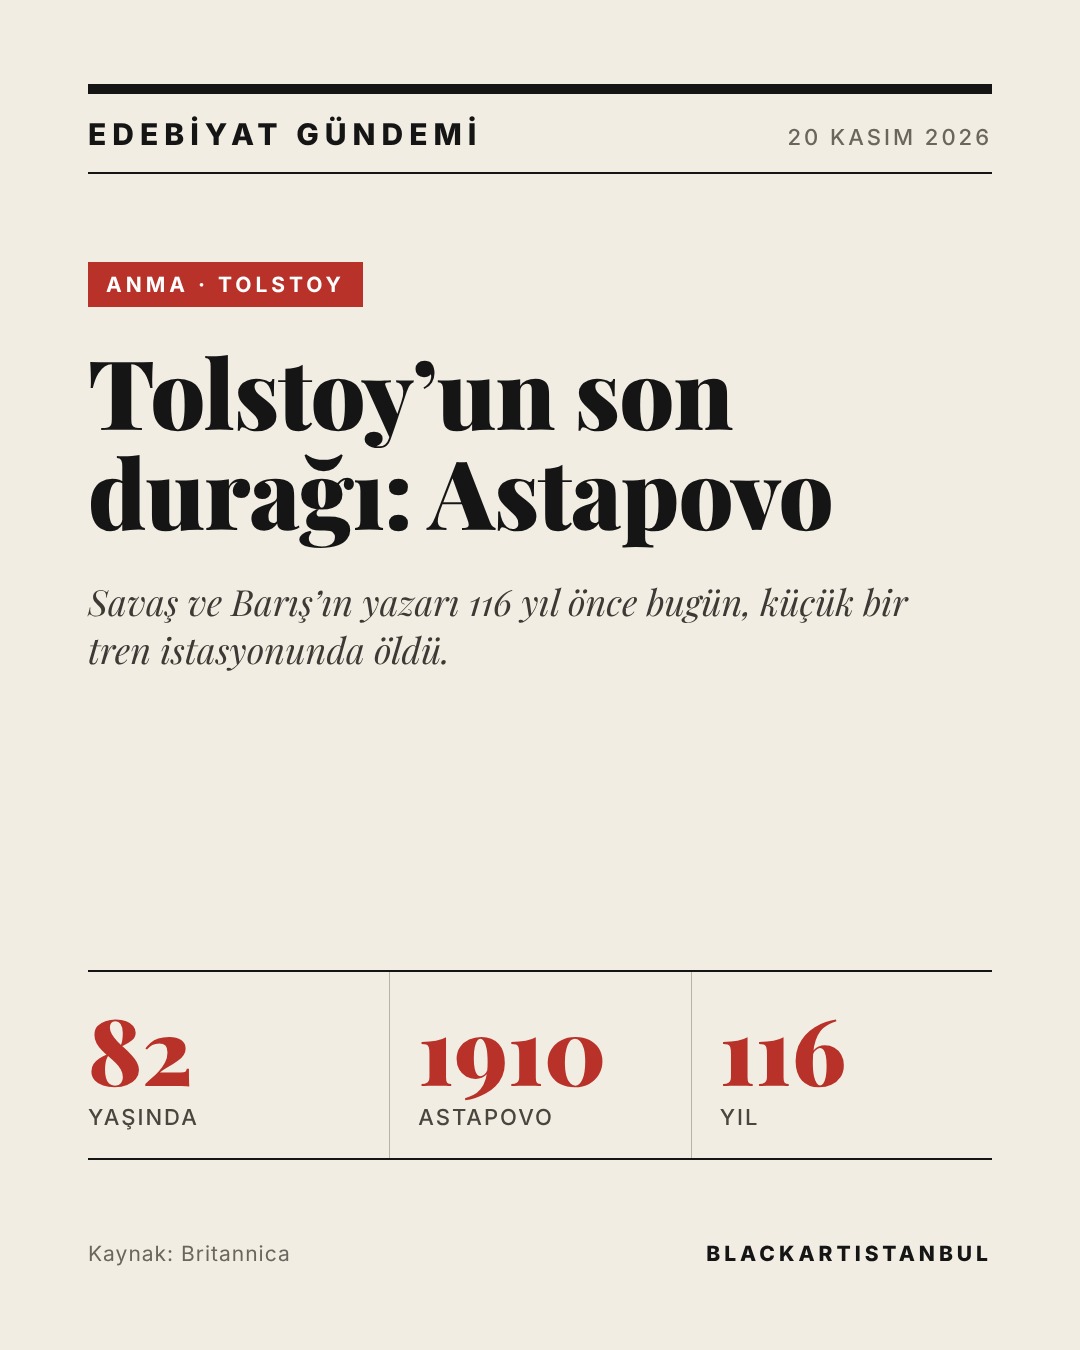 EDEBİYAT GÜNDEMİ
20 KASIM 2026
ANMA · TOLSTOY
Tolstoy’un son
durağı: Astapovo
Savaş ve Barış’ın yazarı 116 yıl önce bugün, küçük bir
tren istasyonunda öldü.
82
YAŞINDA
1910
ASTAPOVO
116
YIL
Kaynak: Britannica
BLACKARTISTANBUL